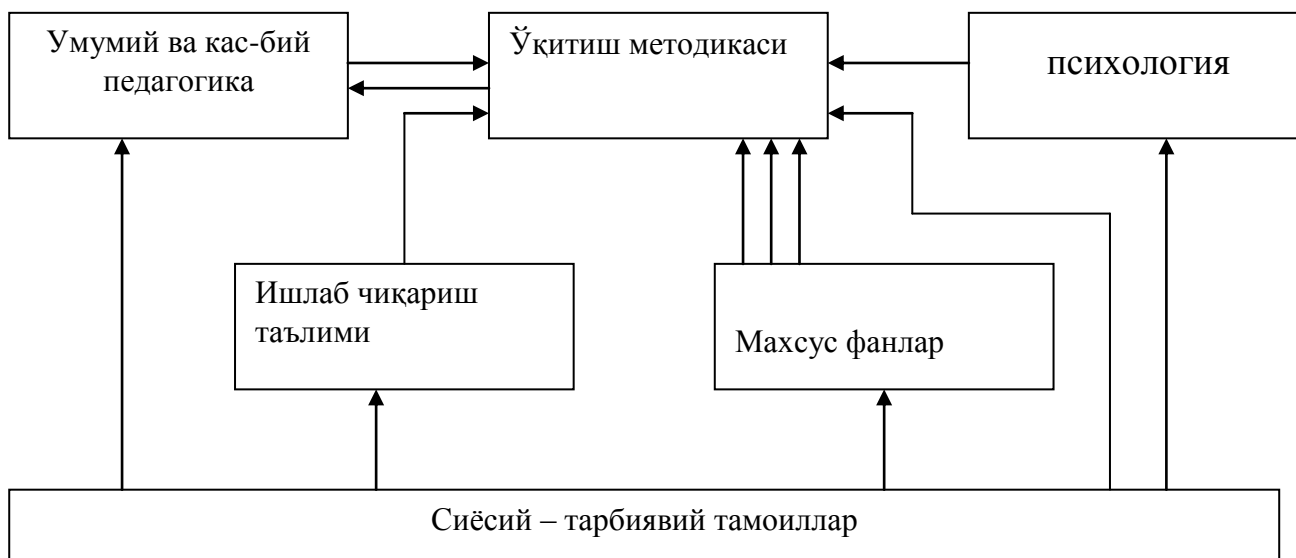 Умумий ва кас-бий
педагогика
Ўқитиш методикаси
психология
Ишлаб чиқариш
таълими
Махсус фанлар
Сиёсий – тарбиявий тамоиллар